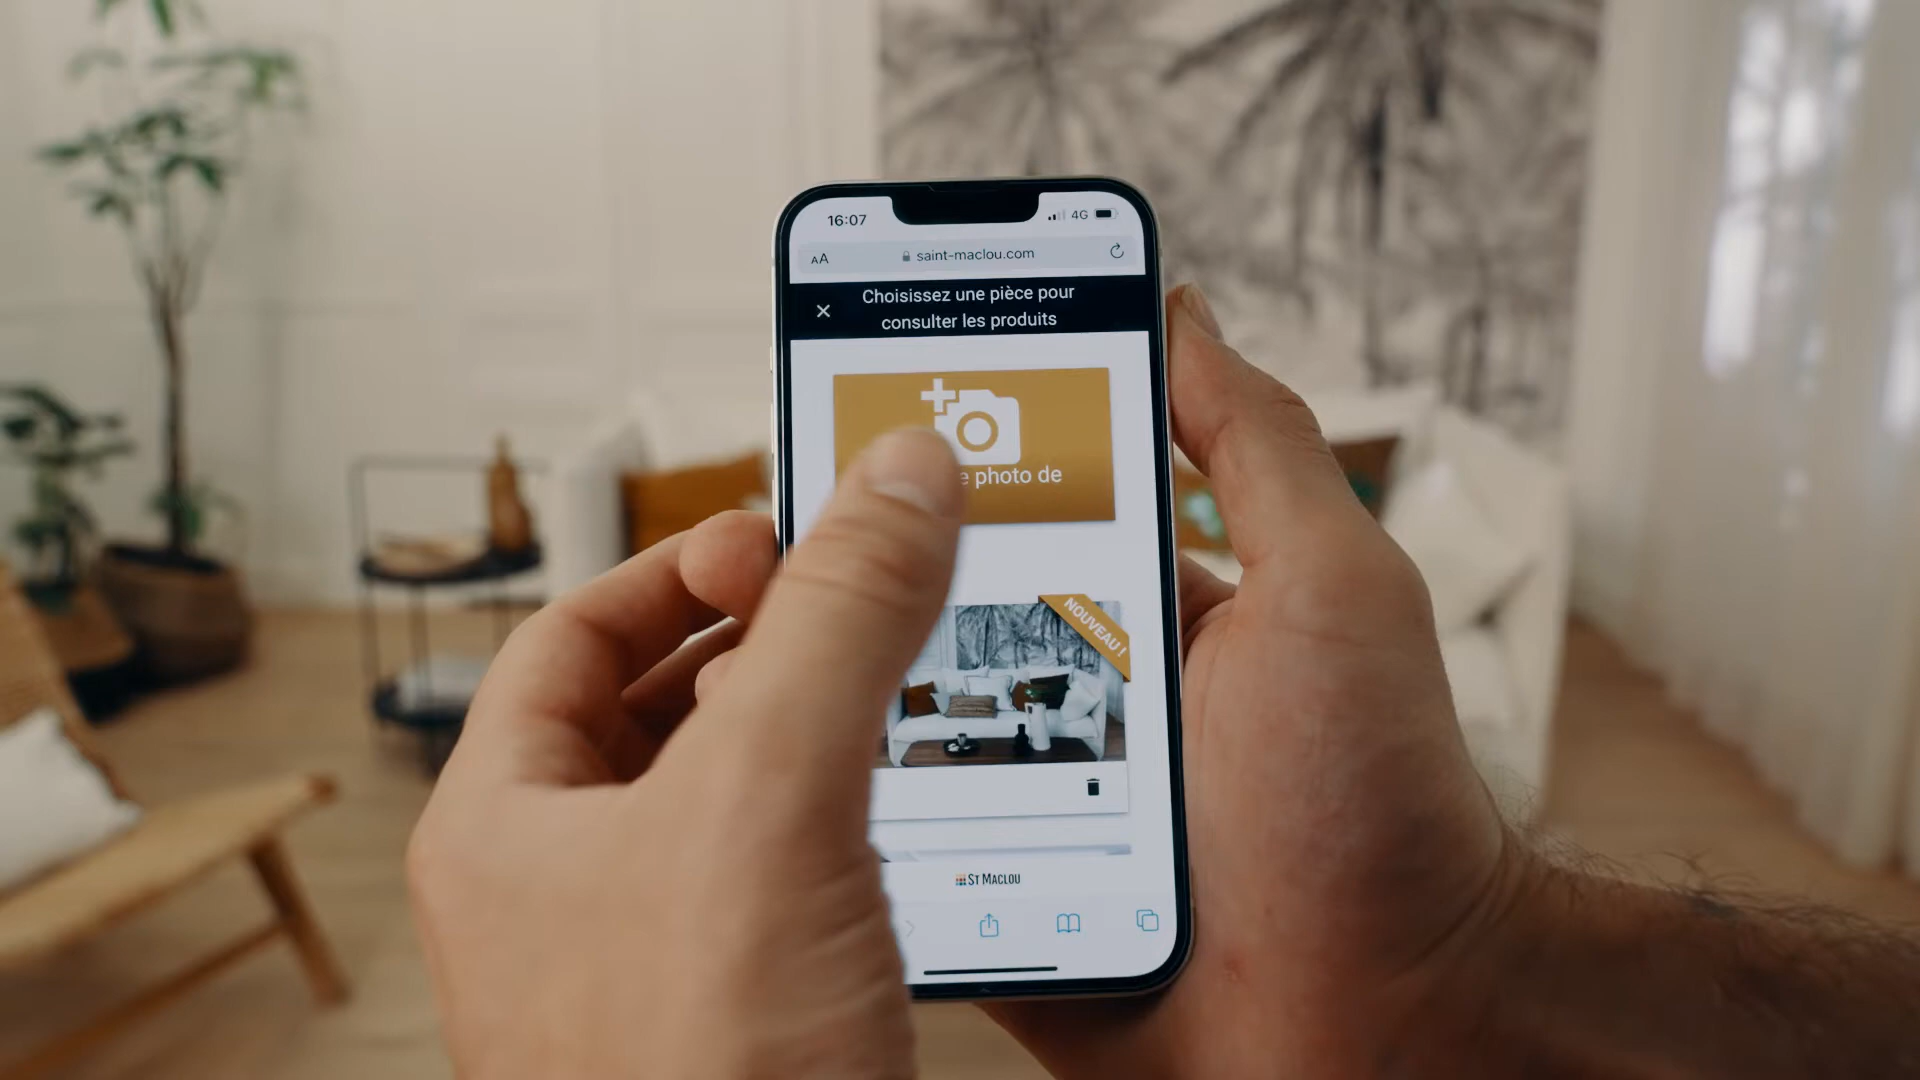 16:07
4G
AA
saint-maclou.com
Choisissez une pièce pour
consulter les produits
photo de
NOUVEAU !
ST MACLOU